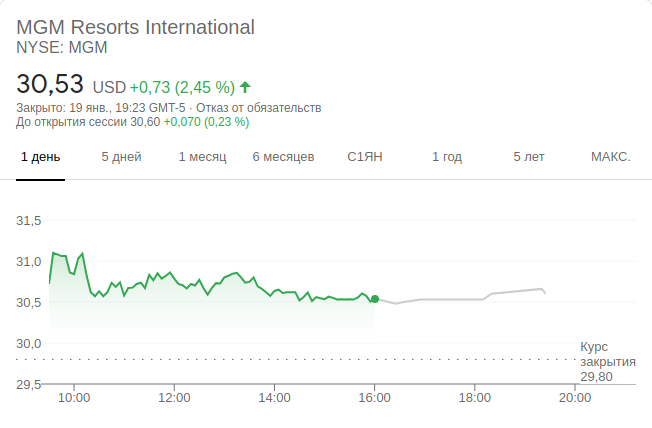 MGM Resorts International
NYSE: MGM
30,53 USD +0,73 (2,45 %)
Закрыто: 19 янв., 19:23 GMT-5 · Отказ от обязательств
До открытия сессии 30,60 +0,070 (0,23 %)
1 день 5 дней 1 месяц 6 месяцев С1ЯН 1 год 5 лет МАКС.
31,5
31,0
30,5
30,0
Курс
закрытия
29,80
29,5
10:00 12:00 14:00 16:00 18:00 20:00